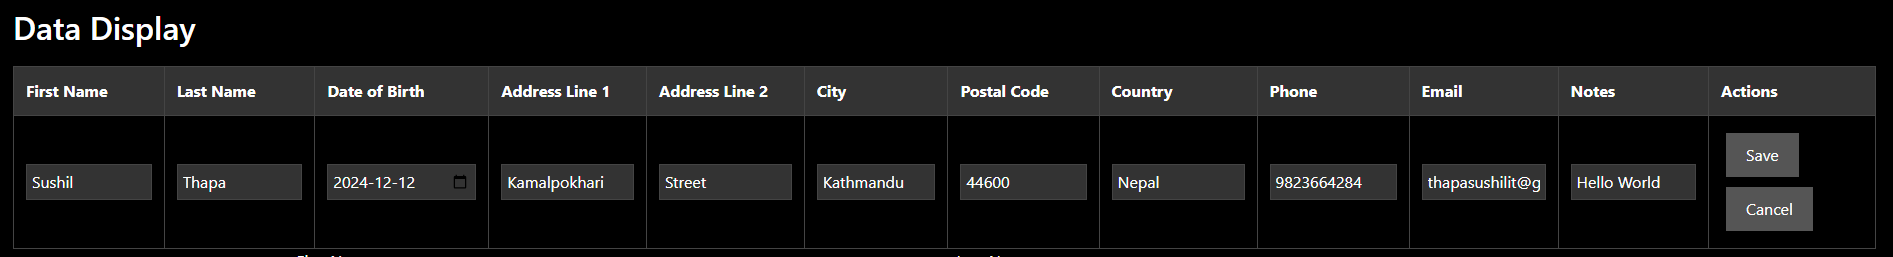 Data Display
First Name Last Name Date of Birth Address Line 1 Address Line 2 City Postal Code Country Phone Email Notes Actions
Sushil Thapa 2024-12-12 Kamalpokhari Street Kathmandu 44600 Nepal 9823664284 thapasushilit@g Hello World Save
Cancel